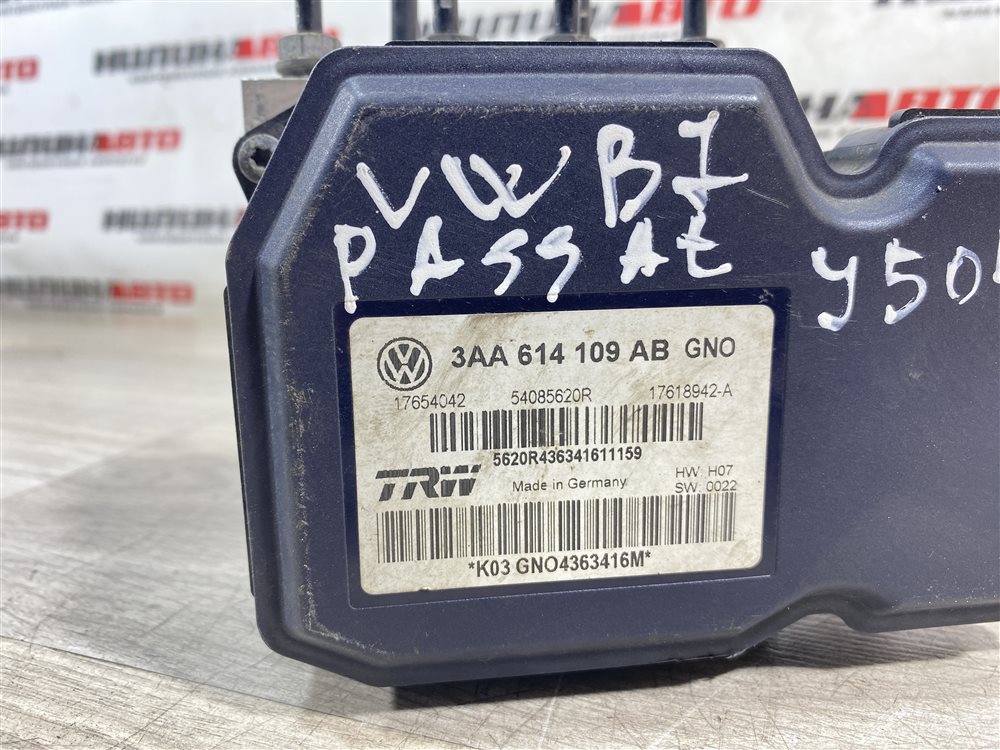 VW B7
PASSAt
У50
VW
3AA 614 109 AB GNO
17654042 54085620R 17618942-A
5620R436341611159
TRW Made in Germany HW H07
SW 0022
*K03 GNO4363416M*